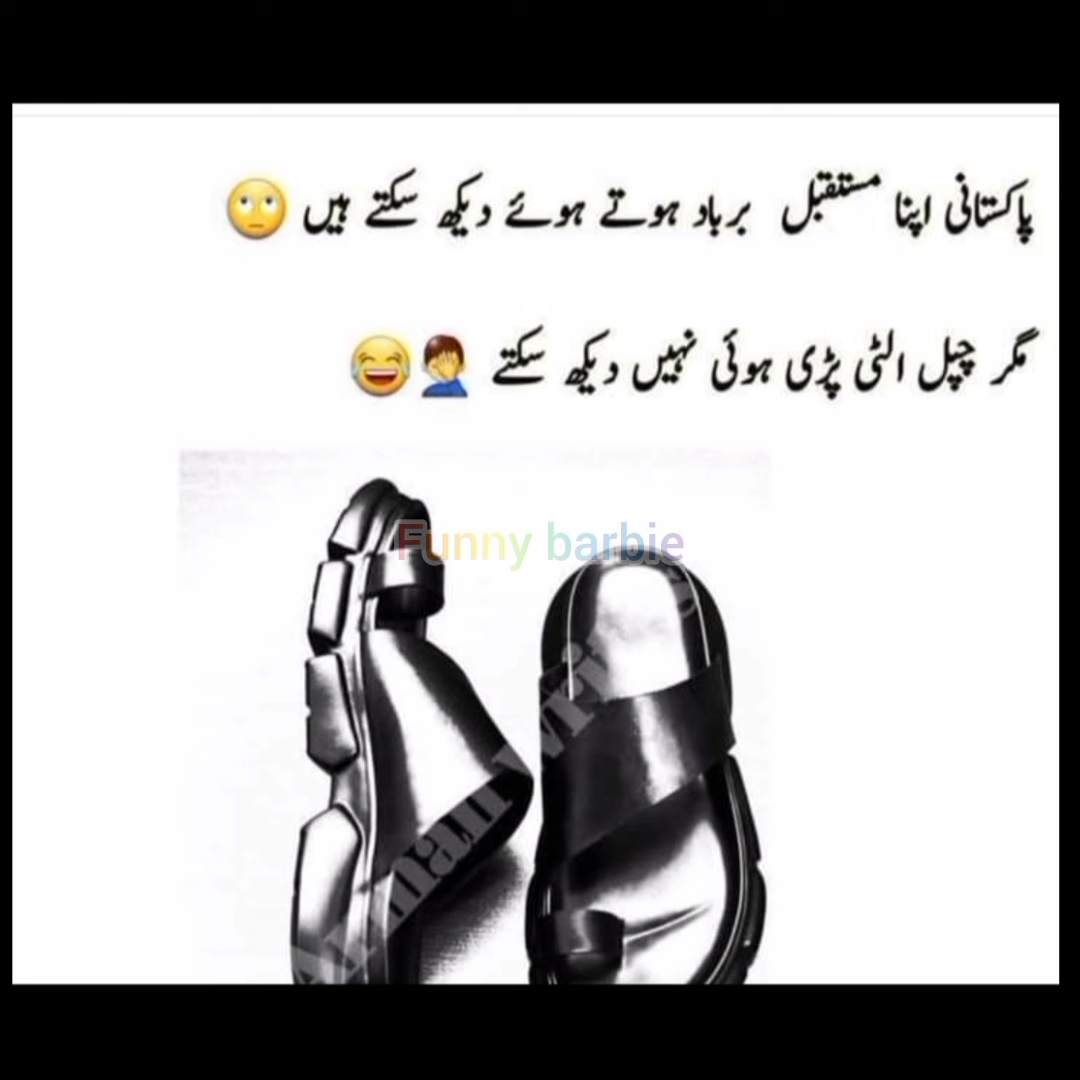 پاکستانی اپنا مستقبل برباد ہوتے ہوئے دیکھ سکتے ہیں 🙄
مگر چپل الٹی پڑی ہوئی نہیں دیکھ سکتے 🤦‍♂️😂
Funny barbie
Arman